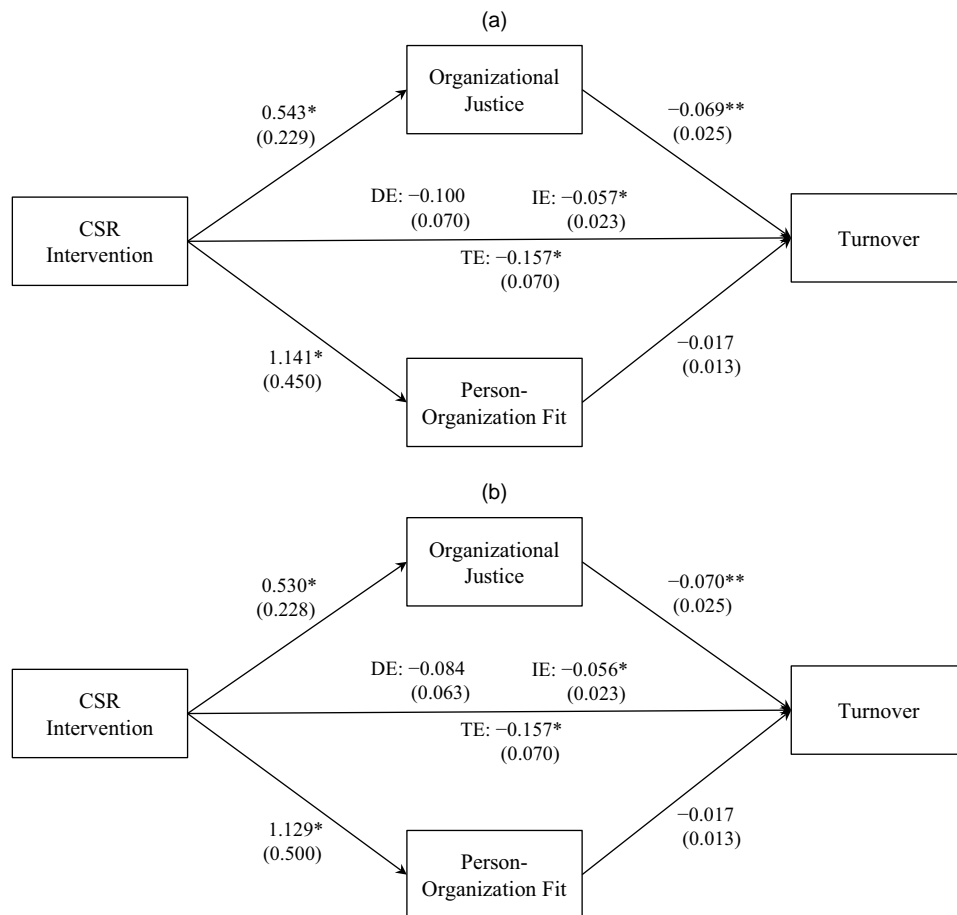 (a)
Organizational
Justice
0.543*
(0.229)
−0.069**
(0.025)
CSR
Intervention
DE: −0.100
(0.070)
IE: −0.057*
(0.023)
TE: −0.157*
(0.070)
Turnover
1.141*
(0.450)
−0.017
(0.013)
Person-
Organization Fit
(b)
Organizational
Justice
0.530*
(0.228)
−0.070**
(0.025)
CSR
Intervention
DE: −0.084
(0.063)
IE: −0.056*
(0.023)
TE: −0.157*
(0.070)
Turnover
1.129*
(0.500)
−0.017
(0.013)
Person-
Organization Fit